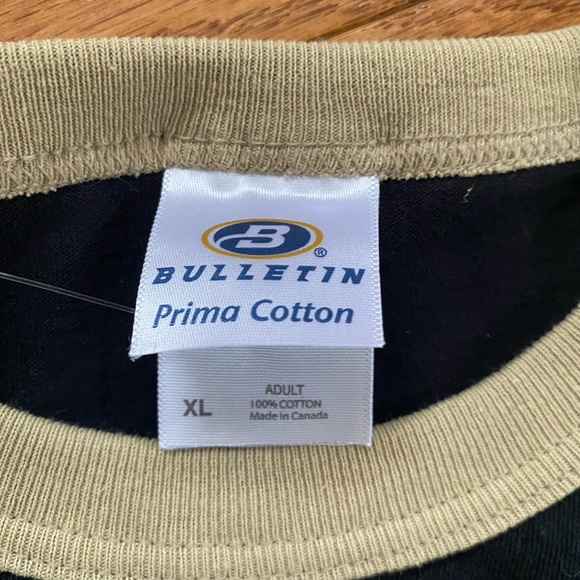 B
®
BULLETIN
Prima Cotton
XL
ADULT
100% COTTON
Made in Canada